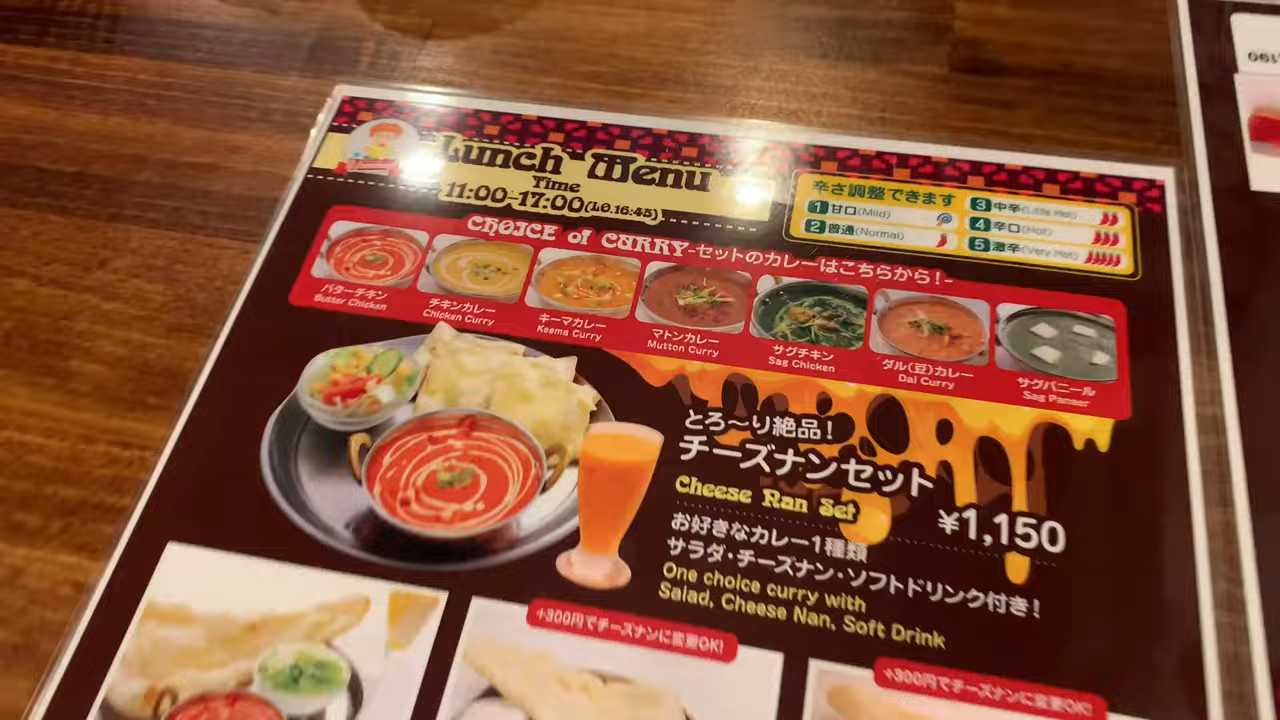 Lunch Menu
Time
11:00-17:00(LO.16:45)
辛さ調整できます
1 甘口(Mild)
2 普通(Normal)
3 中辛(Little Hot)
4 辛口(Hot)
5 激辛(Very Hot)
CHOICE of CURRY-セットのカレーはこちらから!-
バターチキン
Butter Chicken
チキンカレー
Chicken Curry
キーマカレー
Keema Curry
マトンカレー
Mutton Curry
サグチキン
Sag Chicken
ダル(豆)カレー
Dal Curry
サグパニール
Sag Paneer
とろ〜り絶品!
チーズナンセット
Cheese Nan Set
¥1,150
お好きなカレー1種類
サラダ・チーズナン・ソフトドリンク付き!
One choice curry with
Salad, Cheese Nan, Soft Drink
+300円でチーズナンに変更OK!
+300円でチーズナンに変更OK!